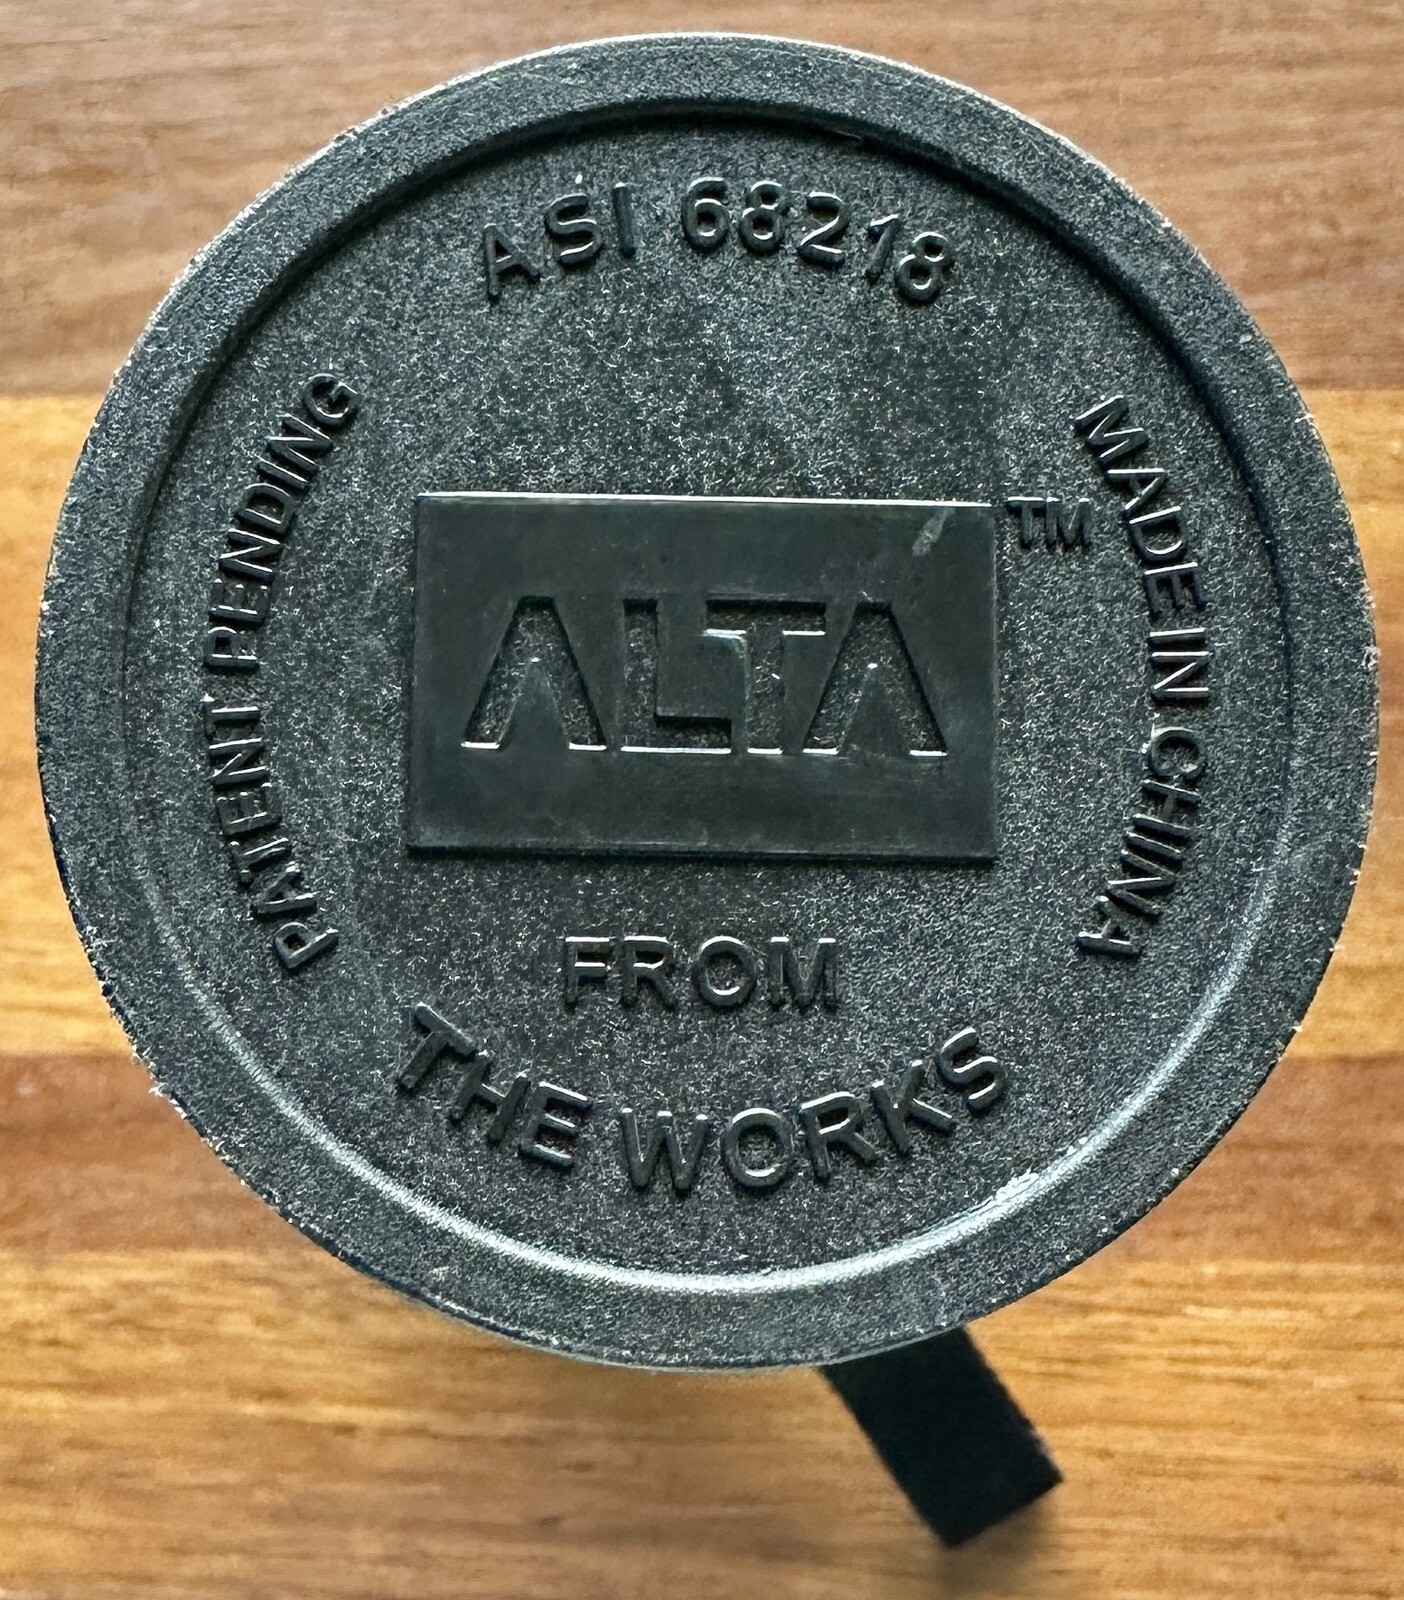 ASI 68218
PATENT PENDING
MADE IN CHINA
ALTA TM
FROM
THE WORKS